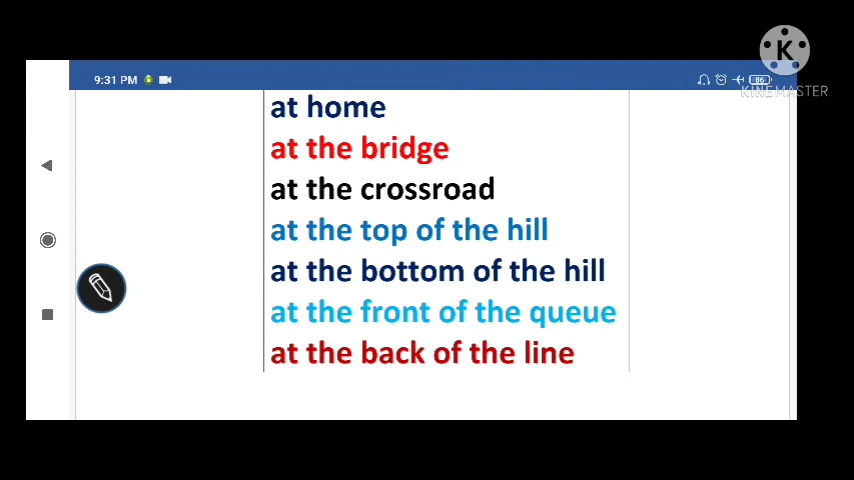 9:31 PM
86
K
KINEMASTER
at home
at the bridge
at the crossroad
at the top of the hill
at the bottom of the hill
at the front of the queue
at the back of the line